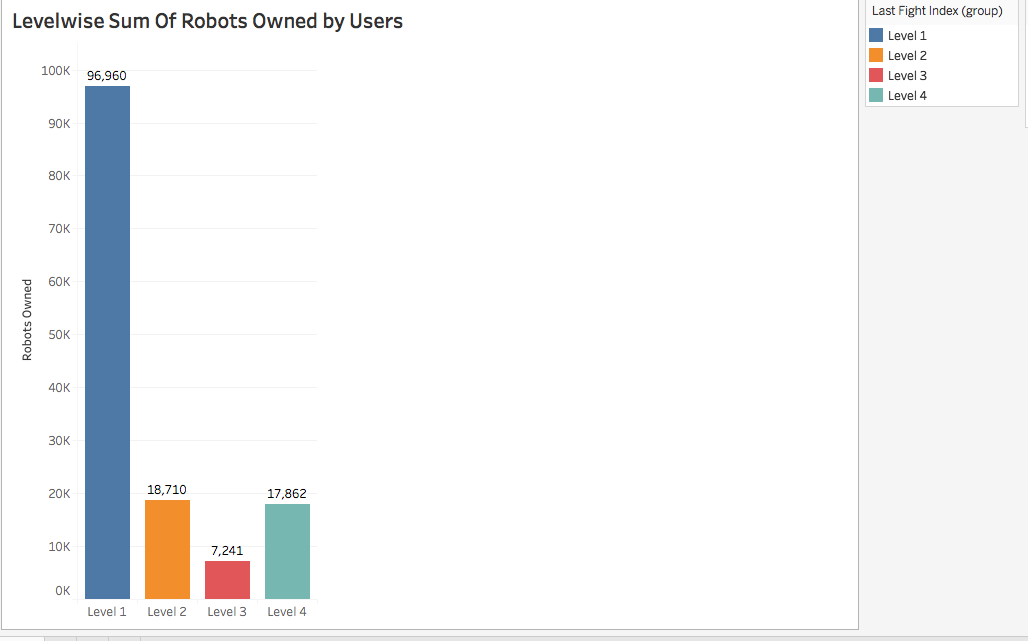 Levelwise Sum Of Robots Owned by Users
Last Fight Index (group)
Level 1
Level 2
Level 3
Level 4
Robots Owned
100K
90K
80K
70K
60K
50K
40K
30K
20K
10K
0K
96,960
18,710
7,241
17,862
Level 1
Level 2
Level 3
Level 4